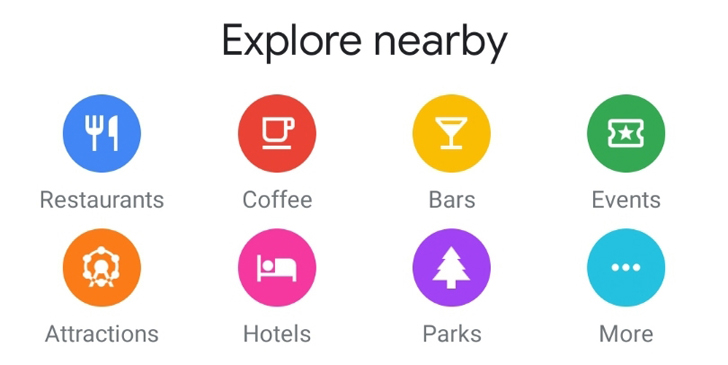 Explore nearby
Restaurants Coffee Bars Events
Attractions Hotels Parks More